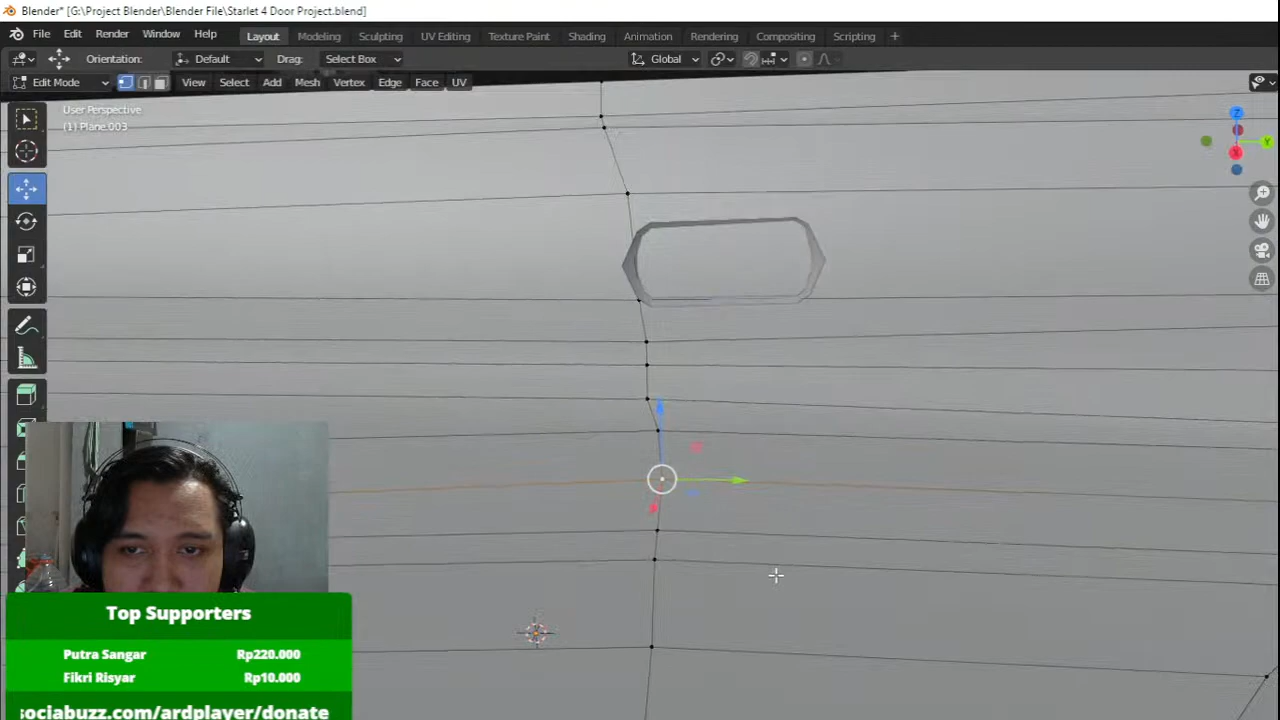 Blender* [G:\Project Blender\Blender File\Starlet 4 Door Project.blend]
File Edit Render Window Help Layout Modeling Sculpting UV Editing Texture Paint Shading Animation Rendering Compositing Scripting +
Orientation: Default Drag: Select Box Global
Edit Mode View Select Add Mesh Vertex Edge Face UV
User Perspective
(1) Plane.003
Z
Y
X
Top Supporters
Putra Sangar Rp220.000
Fikri Risyar Rp10.000
sociabuzz.com/ardplayer/donate